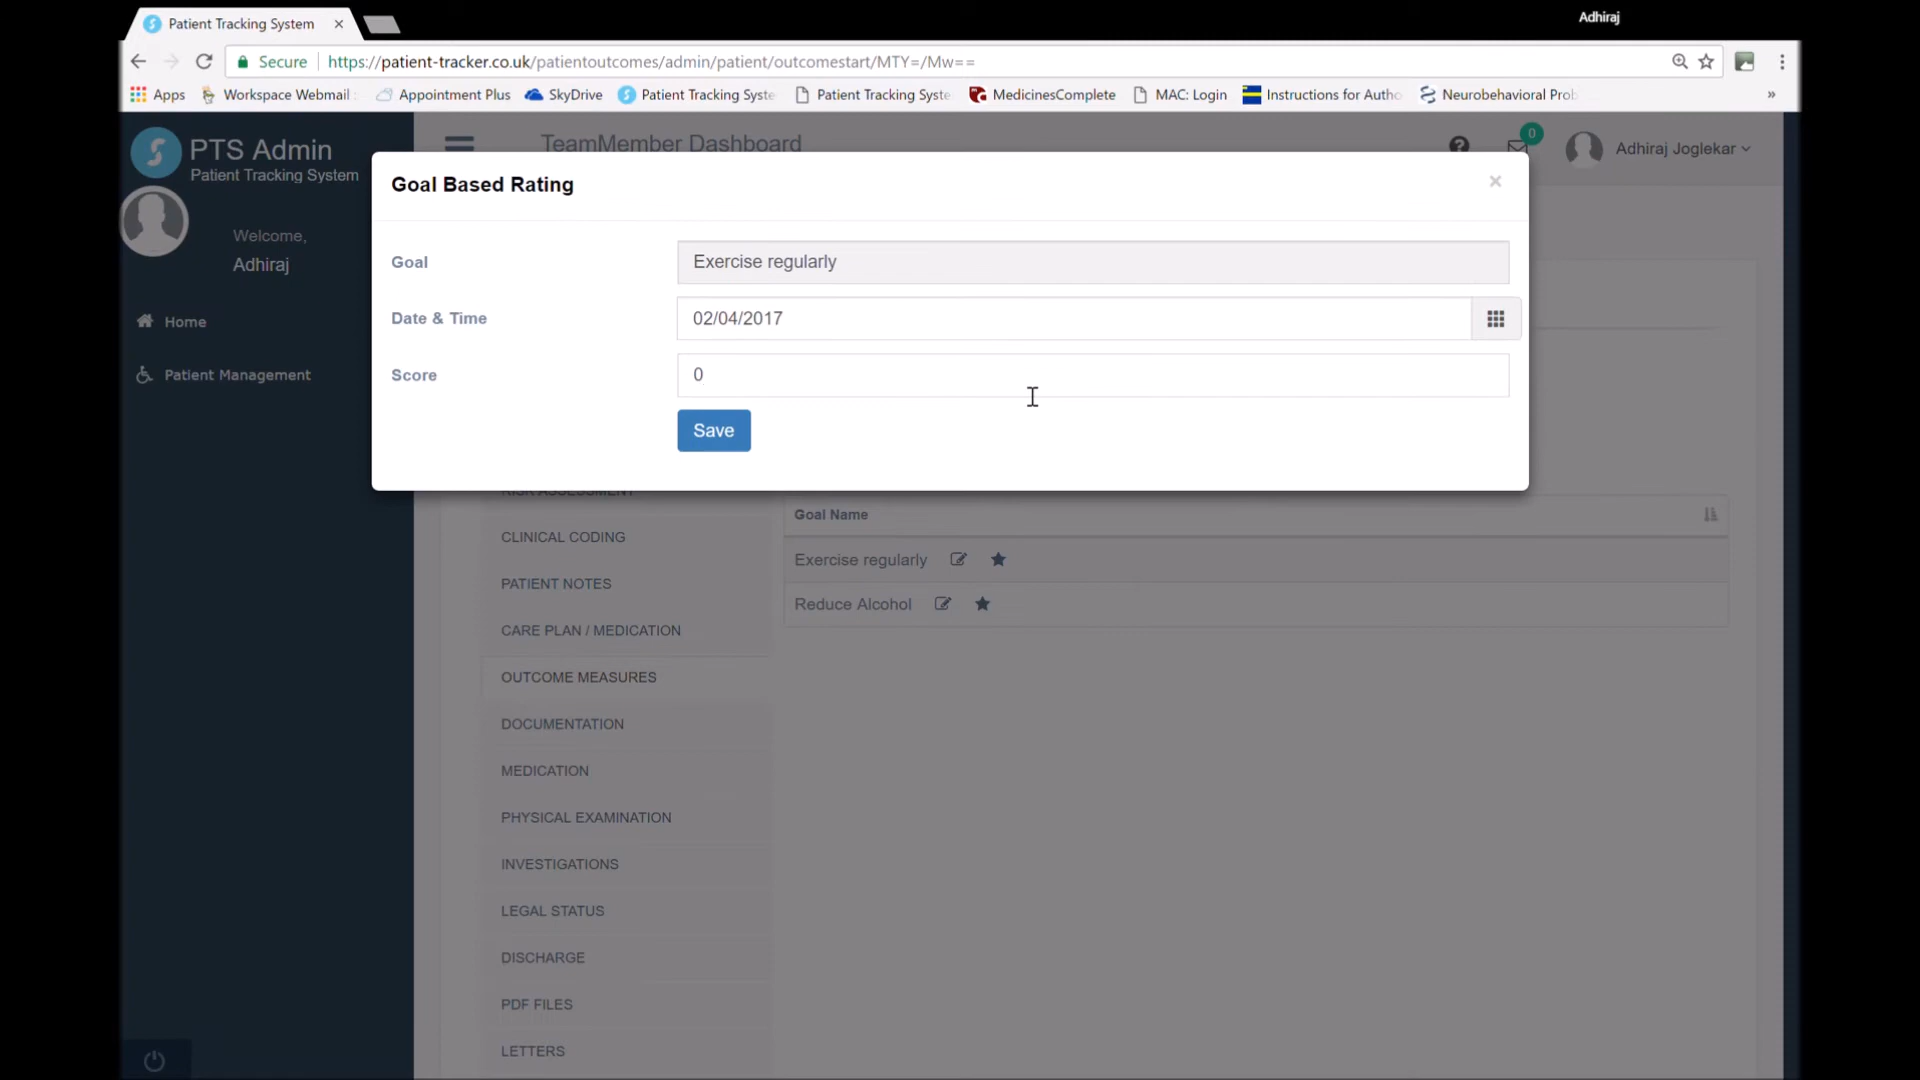 Adhiraj
Patient Tracking System
Secure https://patient-tracker.co.uk/patientoutcomes/admin/patient/outcomestart/MTY=/Mw==
Apps Workspace Webmail Appointment Plus SkyDrive Patient Tracking Syste Patient Tracking Syste MedicinesComplete MAC: Login Instructions for Autho Neurobehavioral Prob »
PTS Admin
Patient Tracking System
TeamMember Dashboard
0
Adhiraj Joglekar
Welcome,
Adhiraj
Home
Patient Management
Goal Based Rating
Goal Exercise regularly
Date & Time 02/04/2017
Score 0
Save
RISK ASSESSMENT
CLINICAL CODING
PATIENT NOTES
CARE PLAN / MEDICATION
OUTCOME MEASURES
DOCUMENTATION
MEDICATION
PHYSICAL EXAMINATION
INVESTIGATIONS
LEGAL STATUS
DISCHARGE
PDF FILES
LETTERS
Goal Name
Exercise regularly
Reduce Alcohol